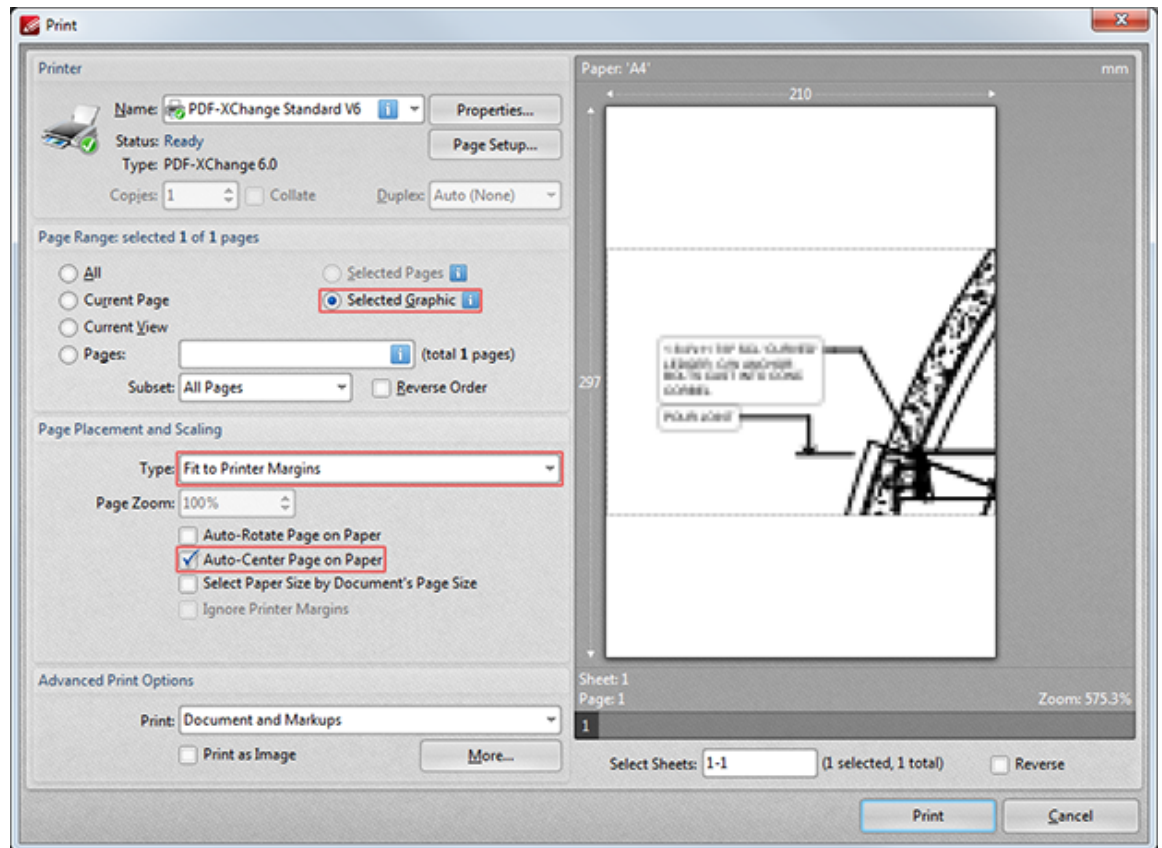 Print
Printer
Name: PDF-XChange Standard V6
Properties...
Status: Ready
Page Setup...
Type: PDF-XChange 6.0
Copies: 1
Collate
Duplex: Auto (None)
Page Range: selected 1 of 1 pages
All
Selected Pages
Current Page
Selected Graphic
Current View
Pages:
(total 1 pages)
Subset: All Pages
Reverse Order
Page Placement and Scaling
Type: Fit to Printer Margins
Page Zoom: 100%
Auto-Rotate Page on Paper
Auto-Center Page on Paper
Select Paper Size by Document's Page Size
Ignore Printer Margins
Advanced Print Options
Print: Document and Markups
Print as Image
More...
Paper: 'A4'
mm
210
297
POUR JOINT
Sheet: 1
Page: 1
Zoom: 575.3%
1
Select Sheets: 1-1
(1 selected, 1 total)
Reverse
Print
Cancel